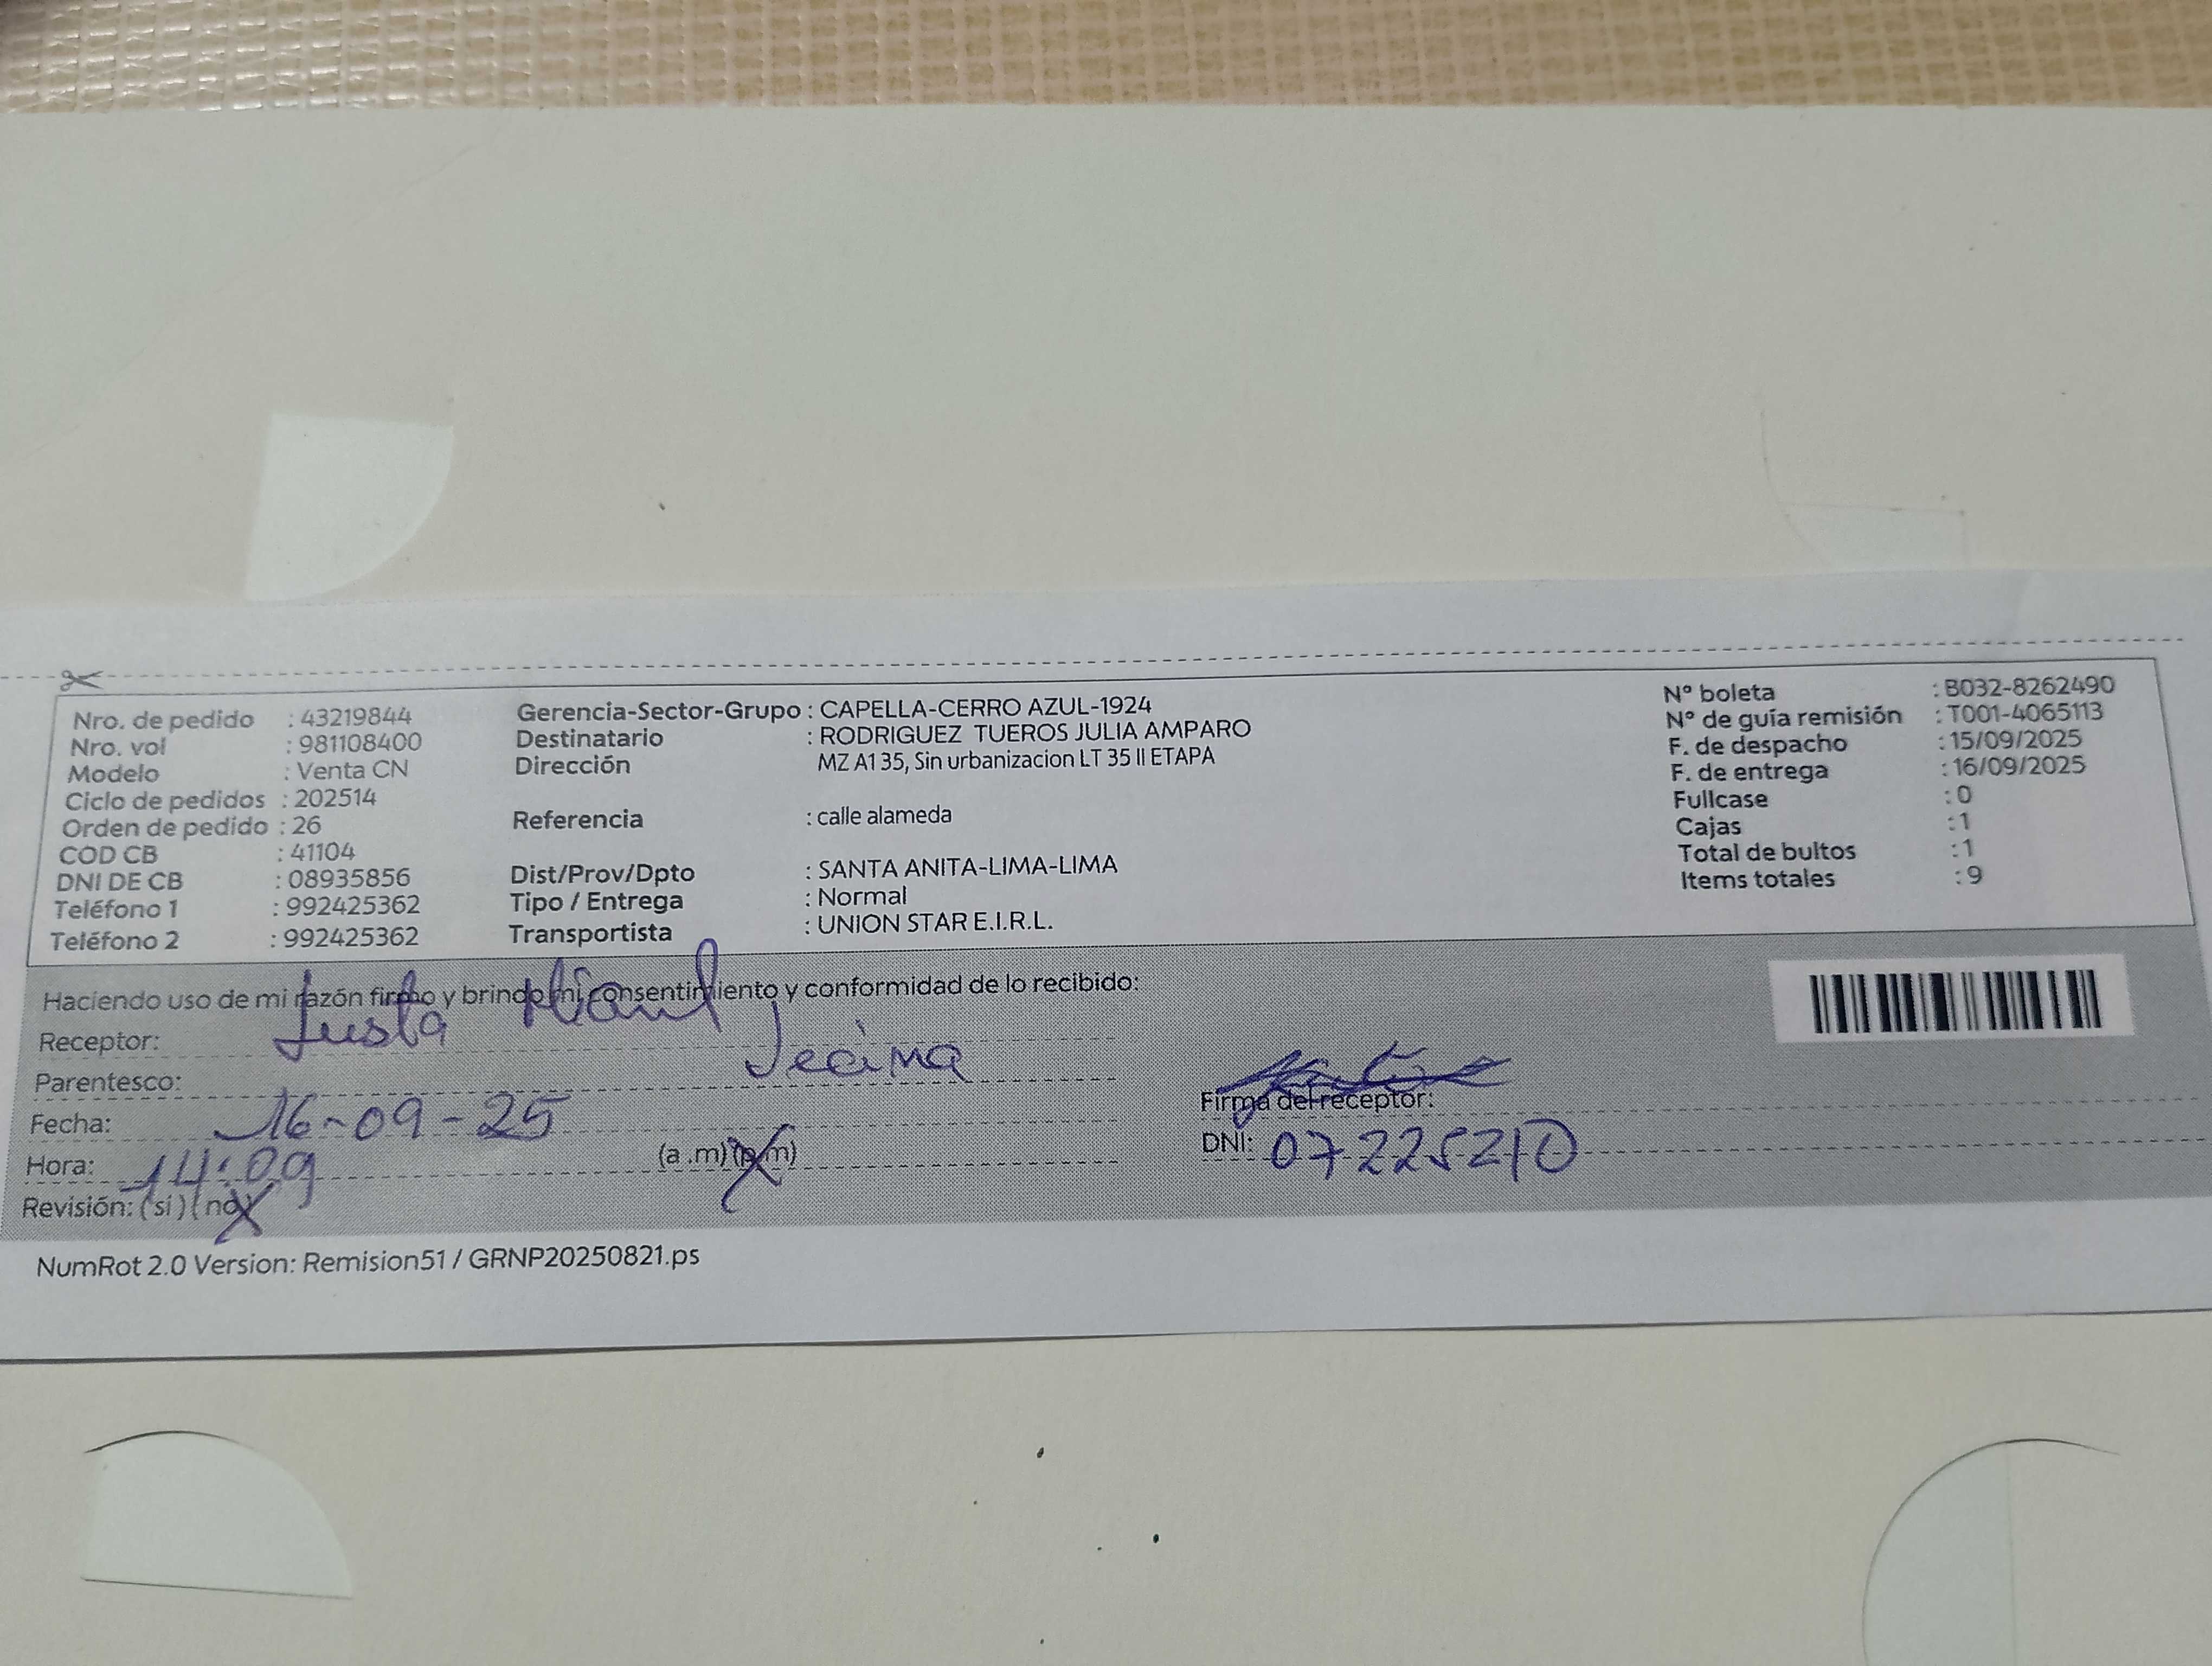 Nro. de pedido : 43219844
Nro. vol : 981108400
Modelo : Venta CN
Ciclo de pedidos : 202514
Orden de pedido : 26
COD CB : 41104
DNI DE CB : 08935856
Teléfono 1 : 992425362
Teléfono 2 : 992425362
Gerencia-Sector-Grupo : CAPELLA-CERRO AZUL-1924
Destinatario : RODRIGUEZ TUEROS JULIA AMPARO
Dirección MZ A1 35, Sin urbanizacion LT 35 II ETAPA
Referencia : calle alameda
Dist/Prov/Dpto : SANTA ANITA-LIMA-LIMA
Tipo / Entrega : Normal
Transportista : UNION STAR E.I.R.L.
N° boleta : B032-8262490
N° de guía remisión : T001-4065113
F. de despacho : 15/09/2025
F. de entrega : 16/09/2025
Fullcase : 0
Cajas : 1
Total de bultos : 1
Items totales : 9
Haciendo uso de mi razón firmo y brindo mi consentimiento y conformidad de lo recibido:
Receptor: Justa
Parentesco: Vecina
Fecha: 16-09-25
Hora: 14:09 (a .m) (p.m)
Revisión: (si) (no)
Firma del receptor:
DNI:
NumRot 2.0 Version: Remision51 / GRNP20250821.ps